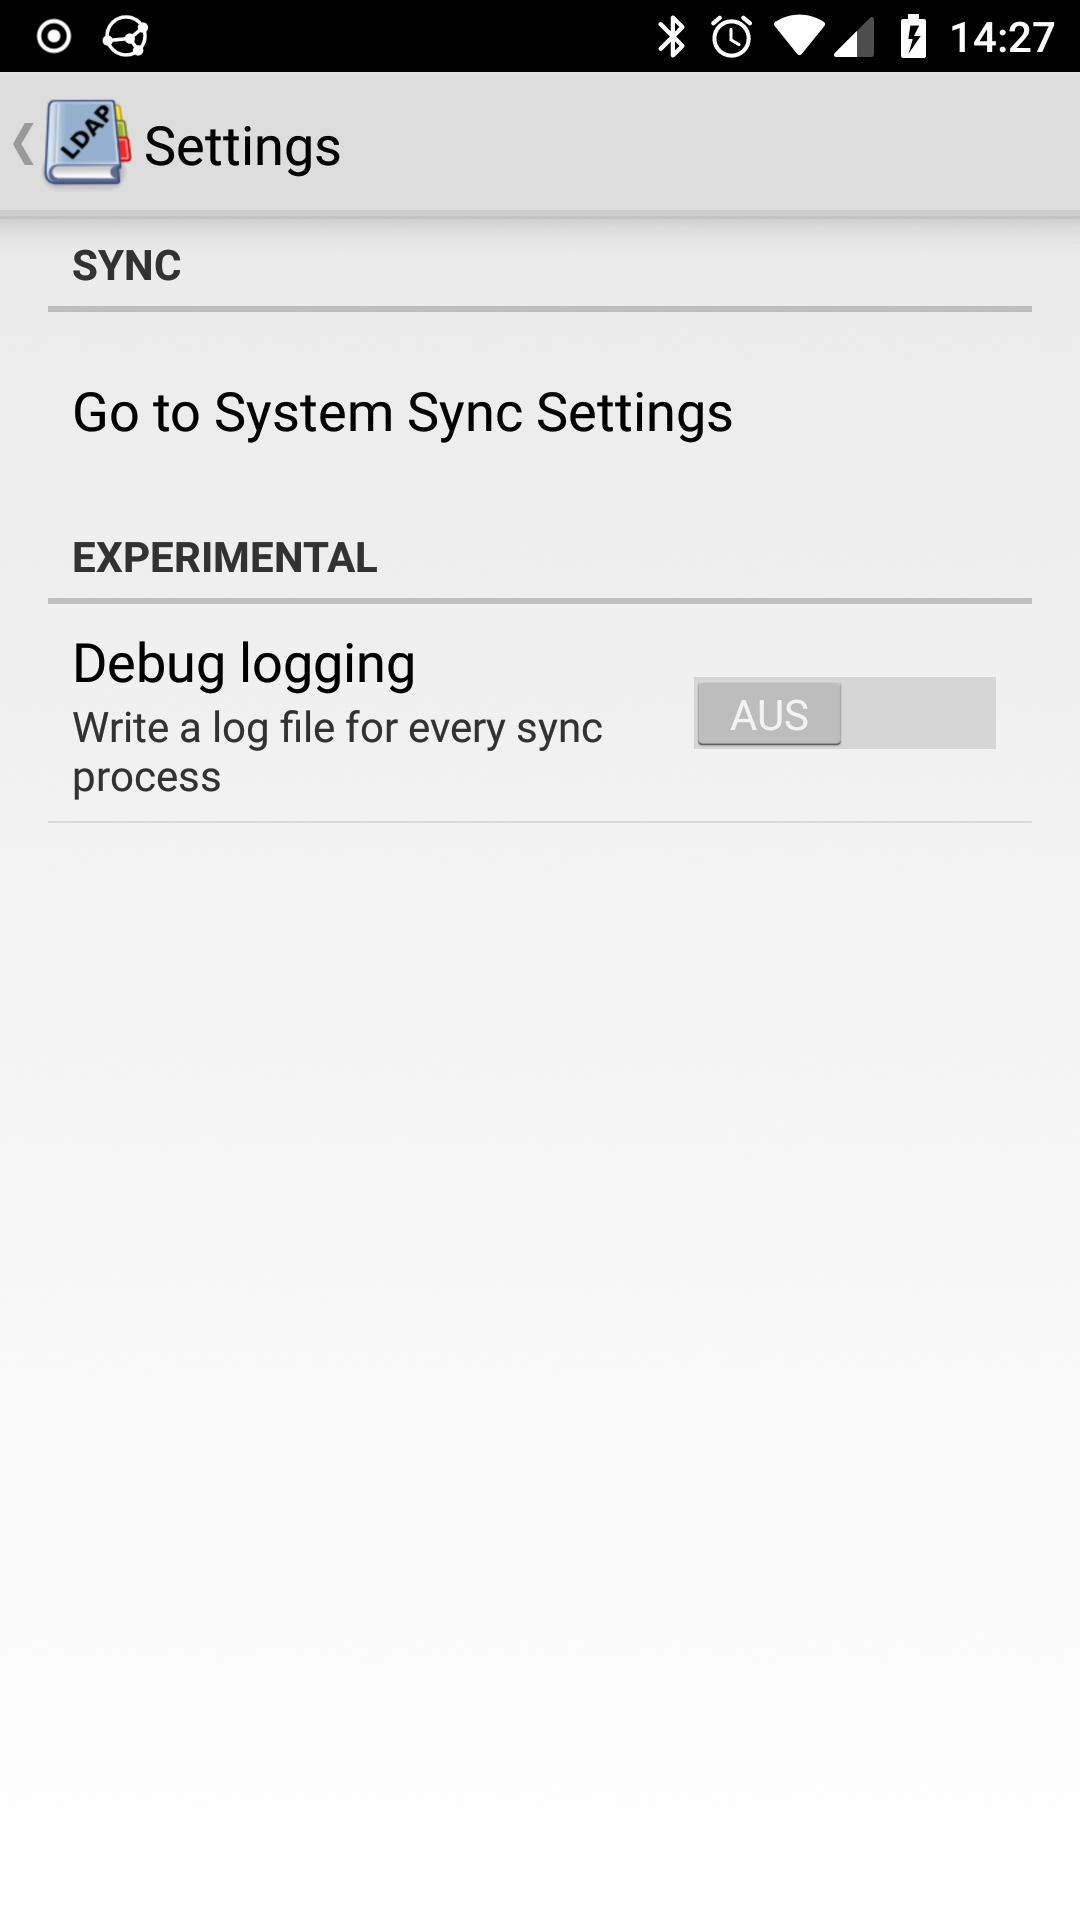 14:27
LDAP
Settings
SYNC
Go to System Sync Settings
EXPERIMENTAL
Debug logging
Write a log file for every sync
process
AUS